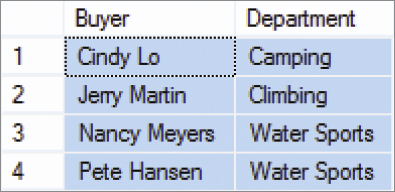 Buyer Department
1 Cindy Lo Camping
2 Jerry Martin Climbing
3 Nancy Meyers Water Sports
4 Pete Hansen Water Sports